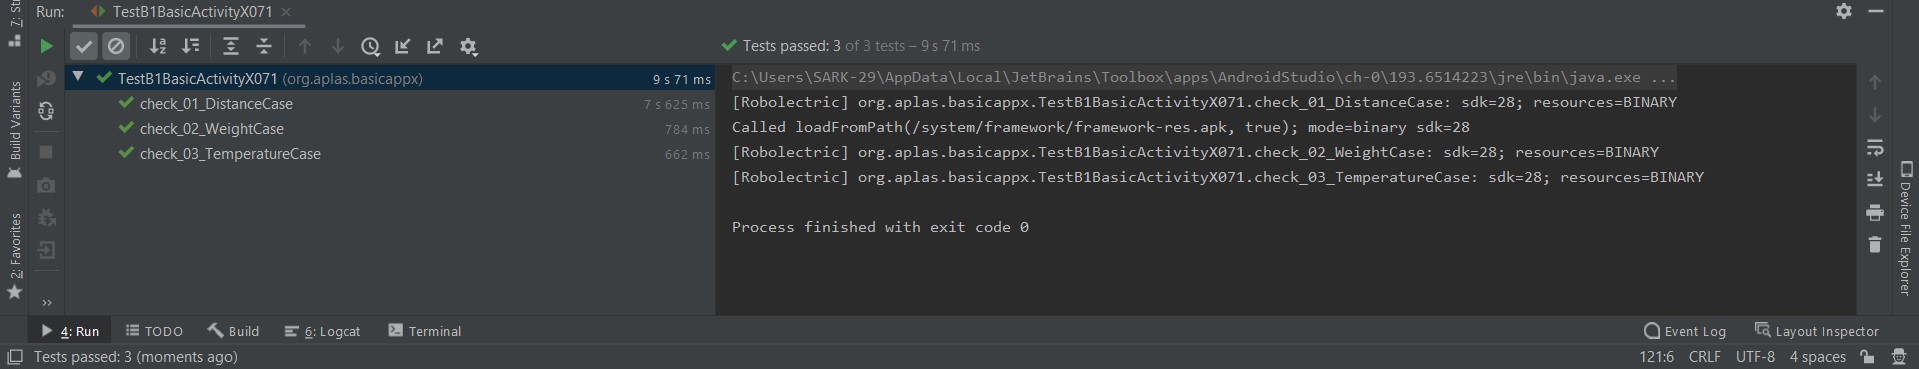 Run: TestB1BasicActivityX071
Tests passed: 3 of 3 tests – 9 s 71 ms
TestB1BasicActivityX071 (org.aplas.basicappx) 9 s 71 ms
check_01_DistanceCase 7 s 625 ms
check_02_WeightCase 784 ms
check_03_TemperatureCase 662 ms
C:\Users\SARK-29\AppData\Local\JetBrains\Toolbox\apps\AndroidStudio\ch-0\193.6514223\jre\bin\java.exe ...
[Robolectric] org.aplas.basicappx.TestB1BasicActivityX071.check_01_DistanceCase: sdk=28; resources=BINARY
Called loadFromPath(/system/framework/framework-res.apk, true); mode=binary sdk=28
[Robolectric] org.aplas.basicappx.TestB1BasicActivityX071.check_02_WeightCase: sdk=28; resources=BINARY
[Robolectric] org.aplas.basicappx.TestB1BasicActivityX071.check_03_TemperatureCase: sdk=28; resources=BINARY
Process finished with exit code 0
Build Variants
2: Favorites
Device File Explorer
4: Run TODO Build 6: Logcat Terminal Event Log Layout Inspector
Tests passed: 3 (moments ago) 121:6 CRLF UTF-8 4 spaces